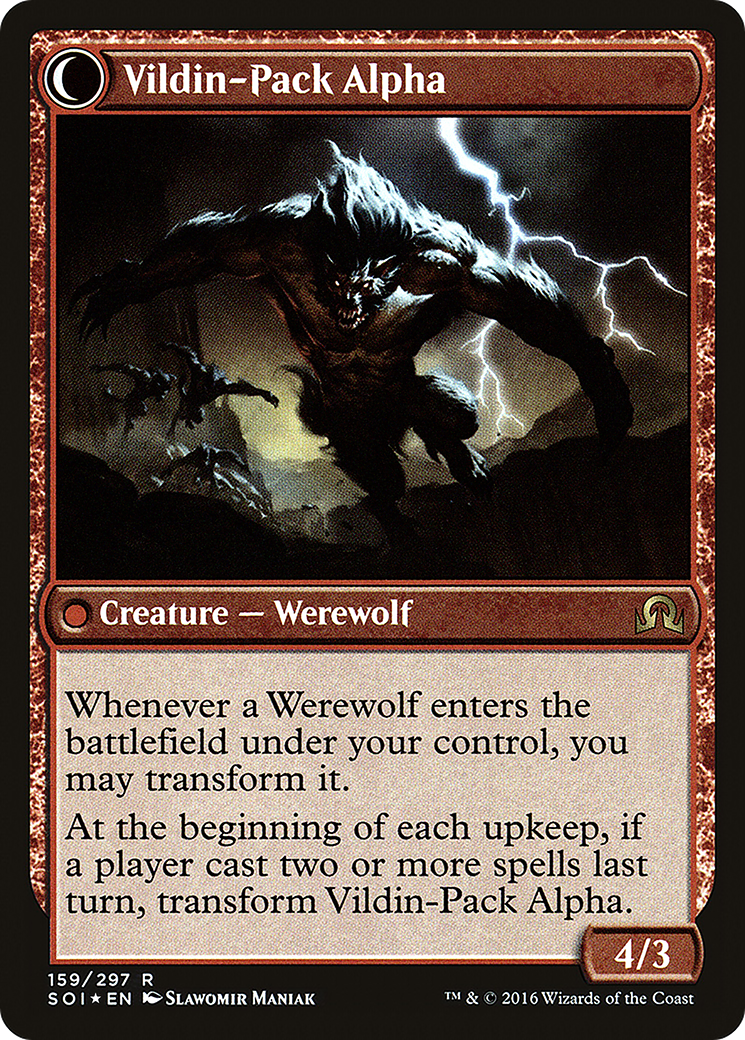 Vildin-Pack Alpha
Creature — Werewolf
Whenever a Werewolf enters the
battlefield under your control, you
may transform it.
At the beginning of each upkeep, if
a player cast two or more spells last
turn, transform Vildin-Pack Alpha.
4/3
159/297 R
SOI★EN Slawomir Maniak
™ & © 2016 Wizards of the Coast